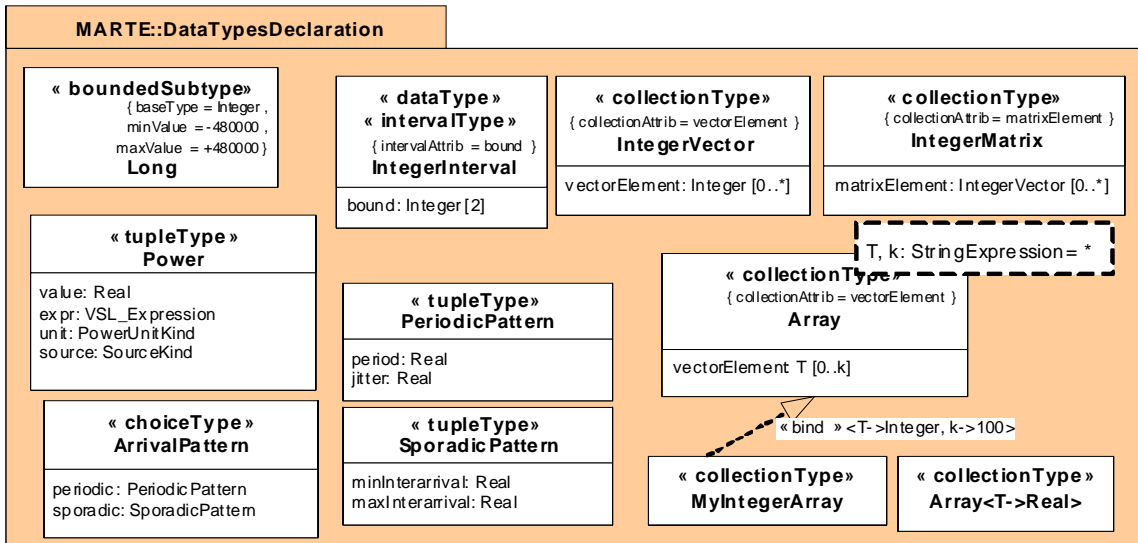 MARTE::DataTypesDeclaration
« boundedSubtype»
{ baseType = Integer ,
minValue = -480000 ,
maxValue = +480000 }
Long
« dataType »
« intervalType »
{ intervalAttrib = bound }
IntegerInterval
bound: Integer [2]
« collectionType»
{ collectionAttrib = vectorElement }
IntegerVector
vectorElement: Integer [0..*]
« collectionType»
{ collectionAttrib = matrixElement }
IntegerMatrix
matrixElement: IntegerVector [0..*]
« tupleType »
Power
value: Real
expr: VSL_Expression
unit: PowerUnitKind
source: SourceKind
« tupleType »
PeriodicPattern
period: Real
jitter: Real
T, k: StringExpression= *
« collectionType»
{ collectionAttrib = vectorElement }
Array
vectorElement T [0..k]
« choiceType »
ArrivalPattern
periodic: PeriodicPattern
sporadic: SporadicPattern
« tupleType »
SporadicPattern
minInterarrival: Real
maxInterarrival: Real
« bind » <T->Integer, k->100>
« collectionType»
MyIntegerArray
« collectionType»
Array<T->Real>